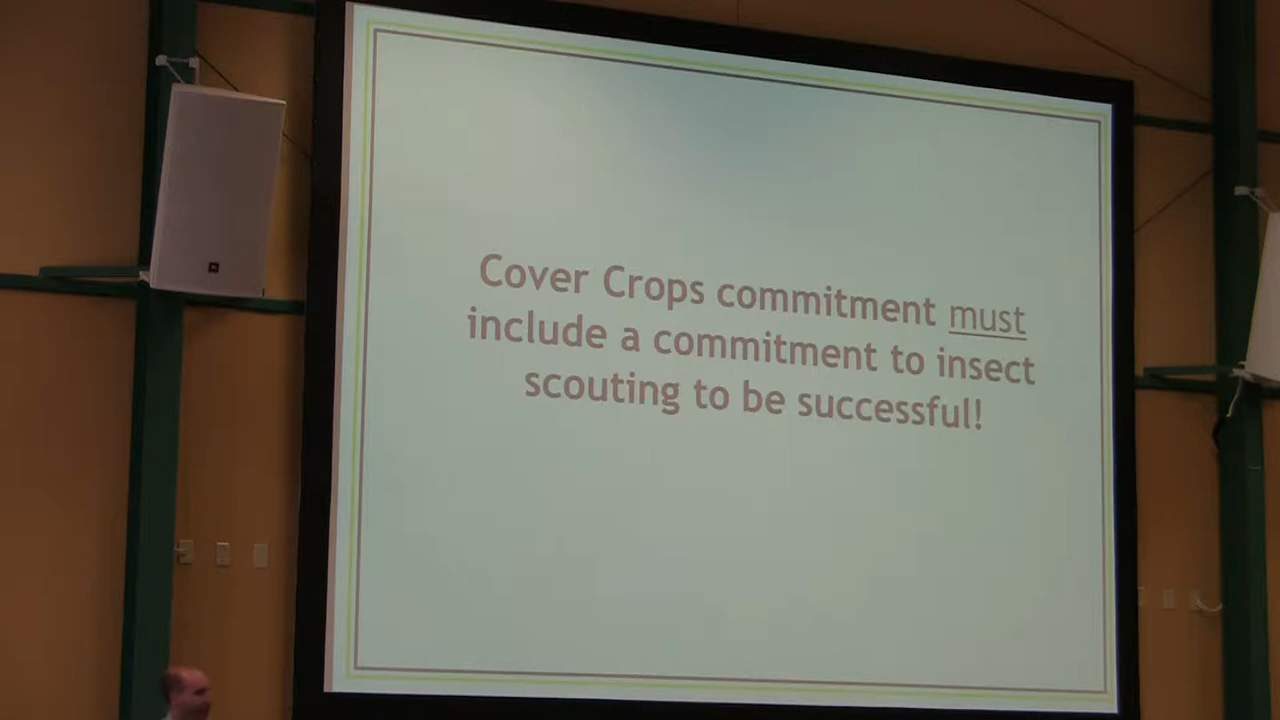 Cover Crops commitment must
include a commitment to insect
scouting to be successful!